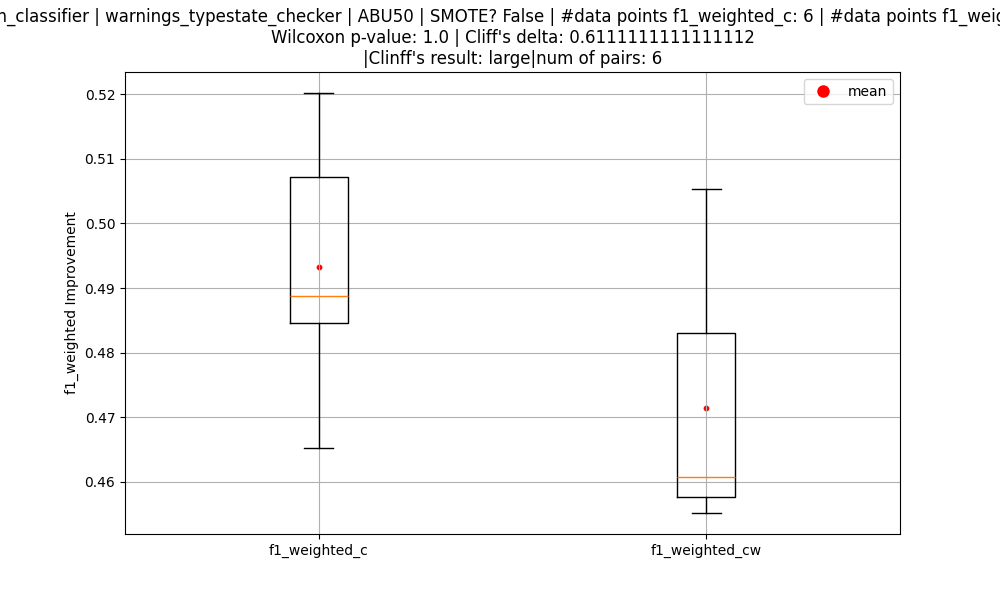 n_classifier | warnings_typestate_checker | ABU50 | SMOTE? False | #data points f1_weighted_c: 6 | #data points f1_weig
Wilcoxon p-value: 1.0 | Cliff's delta: 0.6111111111111112
|Clinff's result: large|num of pairs: 6
mean
0.52
0.51
0.50
0.49
0.48
0.47
0.46
f1_weighted Improvement
f1_weighted_c
f1_weighted_cw